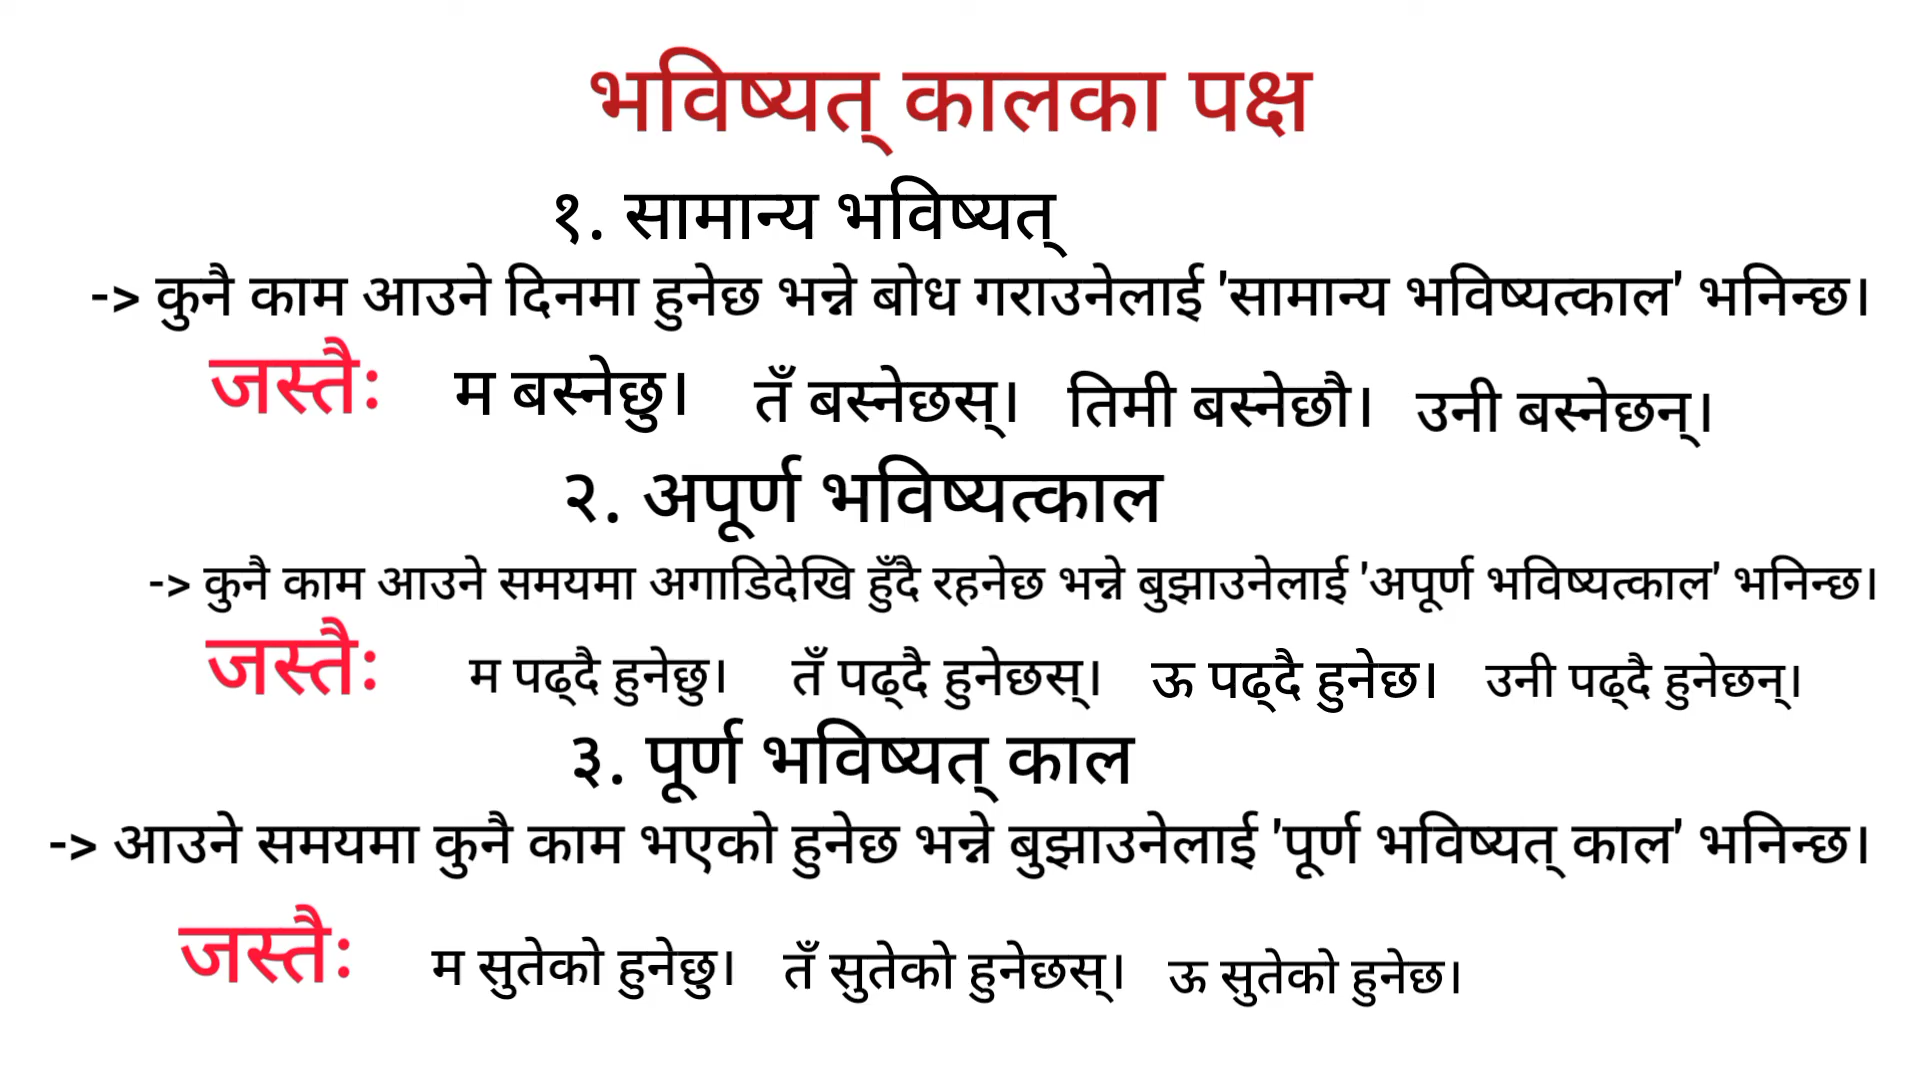 भविष्यत् कालका पक्ष
१. सामान्य भविष्यत्
-> कुनै काम आउने दिनमा हुनेछ भन्ने बोध गराउनेलाई 'सामान्य भविष्यत्काल' भनिन्छ।
जस्तैः म बस्नेछु। तँ बस्नेछस्। तिमी बस्नेछौ। उनी बस्नेछन्।
२. अपूर्ण भविष्यत्काल
-> कुनै काम आउने समयमा अगाडिदेखि हुँदै रहनेछ भन्ने बुझाउनेलाई 'अपूर्ण भविष्यत्काल' भनिन्छ।
जस्तैः म पढ्दै हुनेछु। तँ पढ्दै हुनेछस्। ऊ पढ्दै हुनेछ। उनी पढ्दै हुनेछन्।
३. पूर्ण भविष्यत् काल
-> आउने समयमा कुनै काम भएको हुनेछ भन्ने बुझाउनेलाई 'पूर्ण भविष्यत् काल' भनिन्छ।
जस्तैः म सुतेको हुनेछु। तँ सुतेको हुनेछस्। ऊ सुतेको हुनेछ।